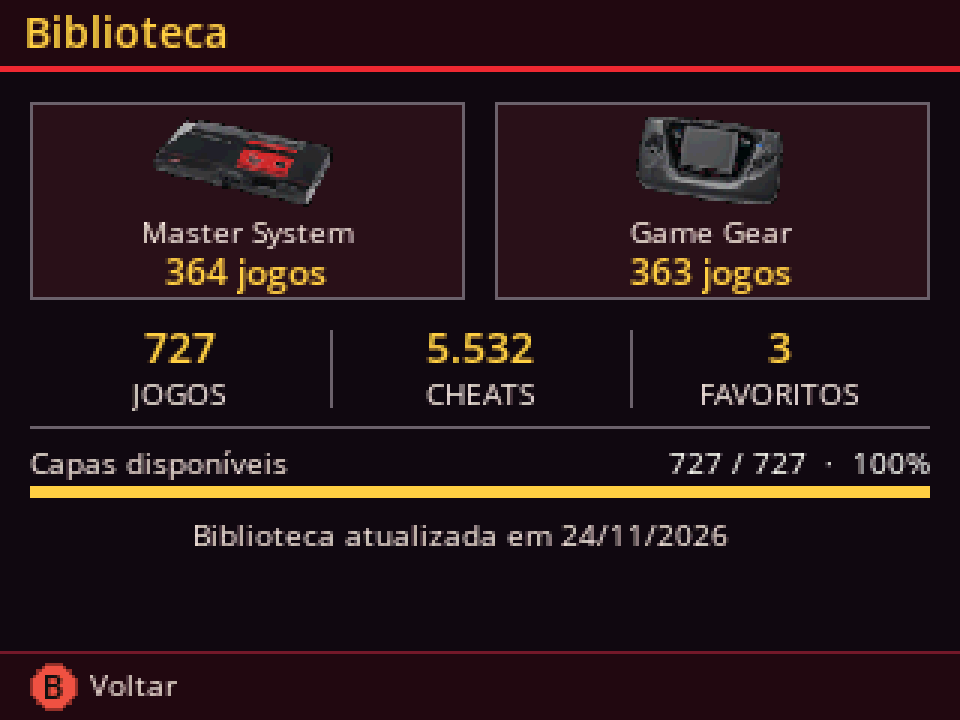 Biblioteca
Master System
364 jogos
Game Gear
363 jogos
727
JOGOS
5.532
CHEATS
3
FAVORITOS
Capas disponíveis
727 / 727 · 100%
Biblioteca atualizada em 24/11/2026
B Voltar